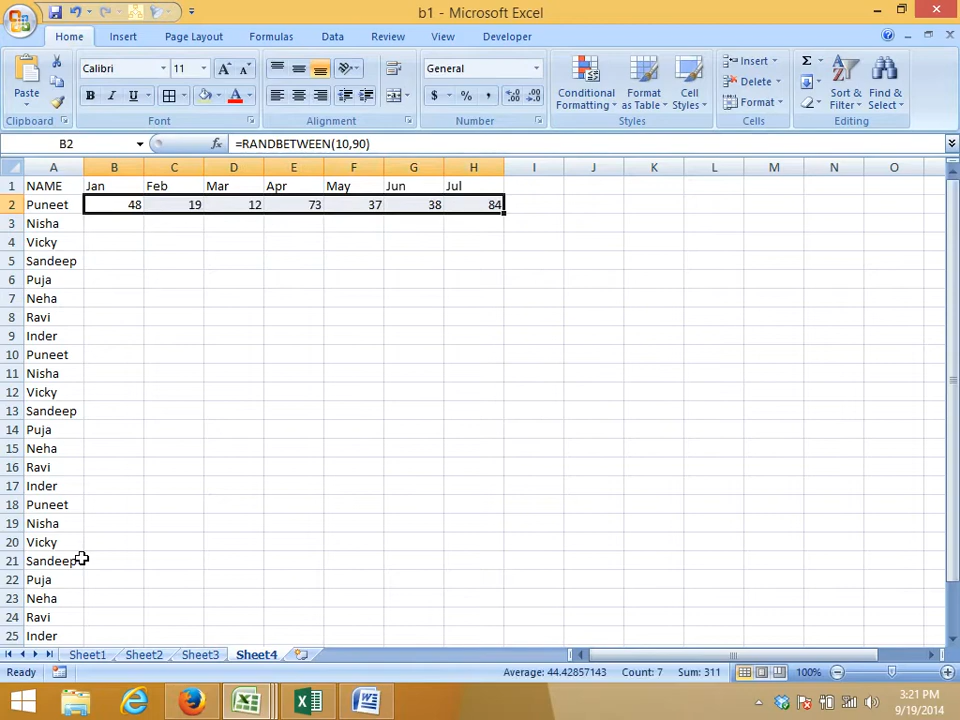 b1 - Microsoft Excel
Home Insert Page Layout Formulas Data Review View Developer
Paste
Clipboard
Calibri 11
B I U A
Font
Alignment
General
$ % ,
Number
Conditional Formatting
Format as Table
Cell Styles
Styles
Insert
Delete
Format
Cells
Sort & Filter
Find & Select
Editing
B2 fx =RANDBETWEEN(10,90)
A B C D E F G H I J K L M N O
1 NAME Jan Feb Mar Apr May Jun Jul
2 Puneet 48 19 12 73 37 38 84
3 Nisha
4 Vicky
5 Sandeep
6 Puja
7 Neha
8 Ravi
9 Inder
10 Puneet
11 Nisha
12 Vicky
13 Sandeep
14 Puja
15 Neha
16 Ravi
17 Inder
18 Puneet
19 Nisha
20 Vicky
21 Sandeep
22 Puja
23 Neha
24 Ravi
25 Inder
Sheet1 Sheet2 Sheet3 Sheet4
Ready Average: 44.42857143 Count: 7 Sum: 311 100%
3:21 PM
9/19/2014